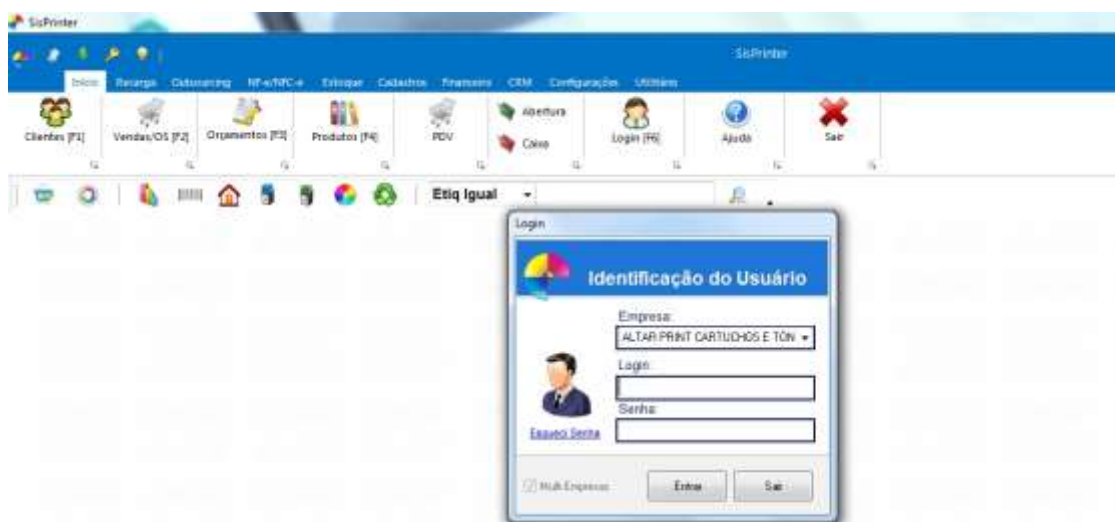 SisPrinter
SisPrinter
Início Recarga Outsourcing NF-e/NFC-e Estoque Cadastros Financeiro CRM Configurações Utilitários
Clientes [F1] Vendas/OS [F2] Orçamentos [F3] Produtos [F4] PDV Abertura Caixa Login [F6] Ajuda Sair
Etiq Igual
Login
Identificação do Usuário
Empresa:
ALTAR PRINT CARTUCHOS E TON
Login:
Senha:
Esqueci Senha
Multi Empresas Entrar Sair